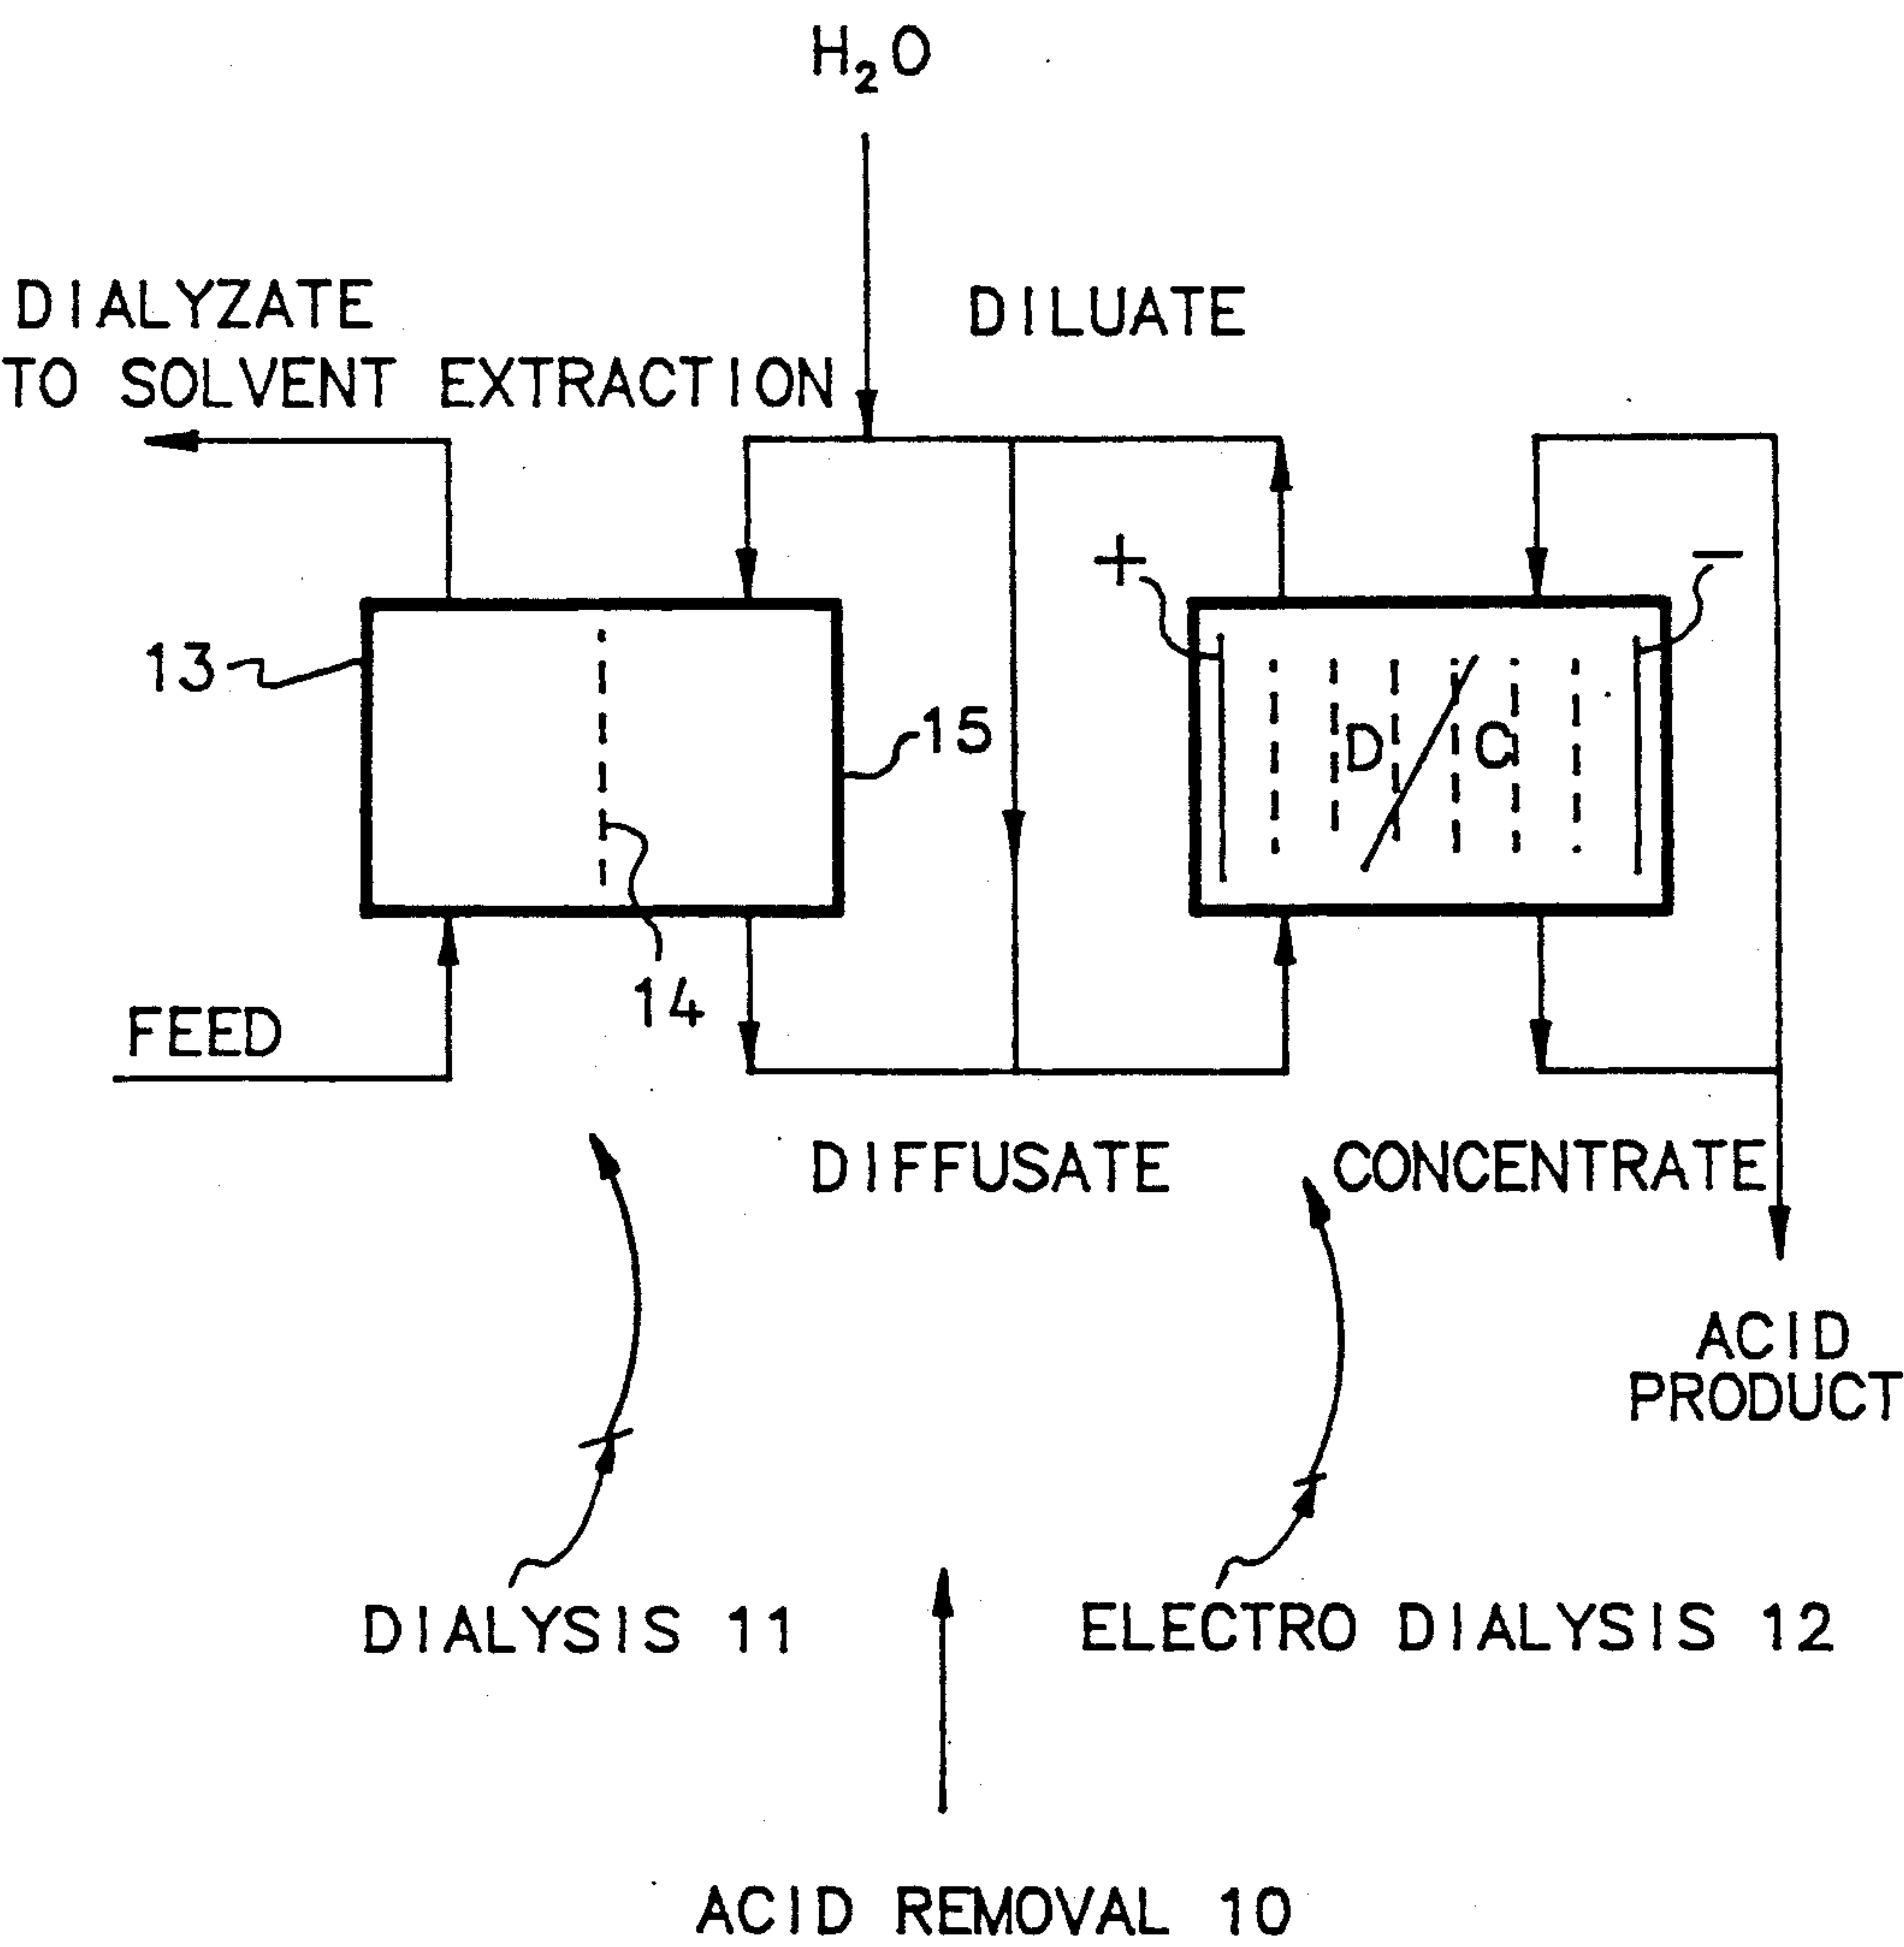 H₂O
DIALYZATE
TO SOLVENT EXTRACTION
DILUATE
+
−
13
15
D/C
14
FEED
DIFFUSATE
CONCENTRATE
ACID
PRODUCT
DIALYSIS 11
ELECTRO DIALYSIS 12
ACID REMOVAL 10